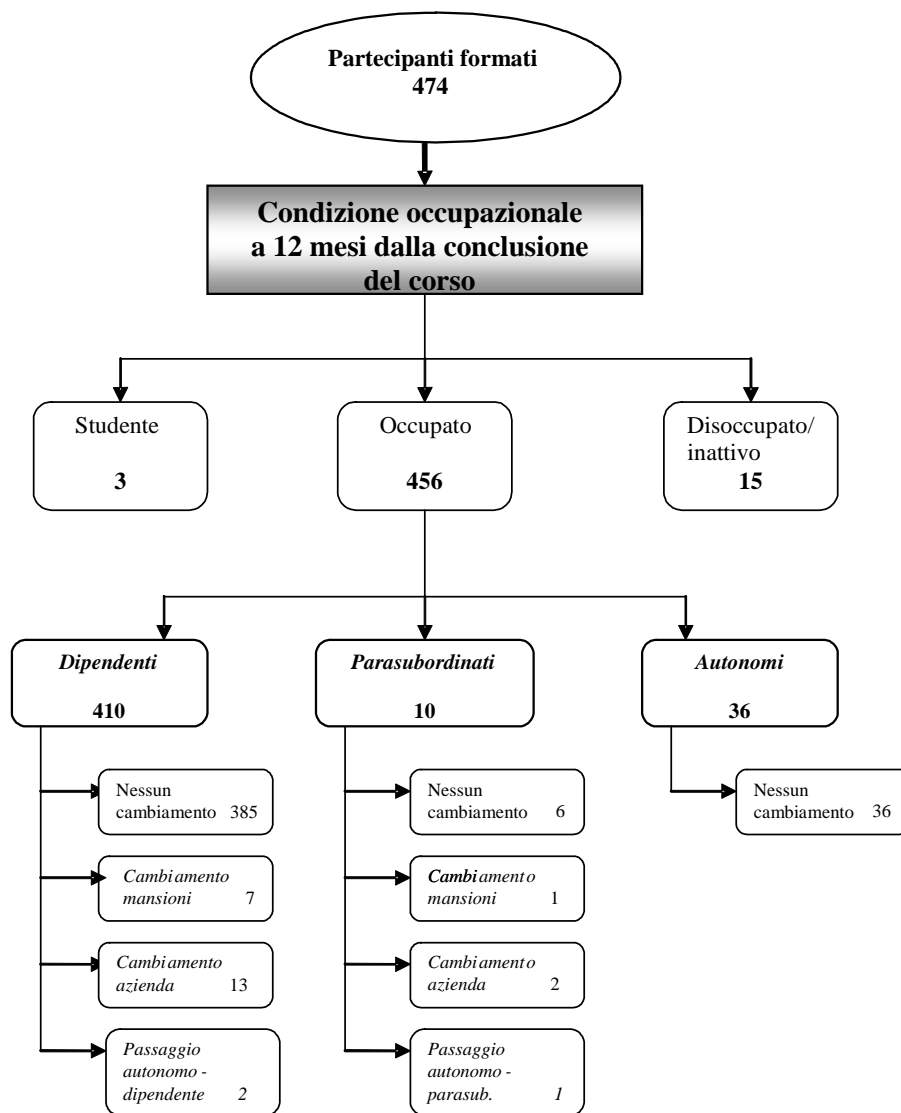 Partecipanti formati
474
Condizione occupazionale
a 12 mesi dalla conclusione
del corso
Studente
3
Occupato
456
Disoccupato/
inattivo
15
Dipendenti
410
Parasubordinati
10
Autonomi
36
Nessun
cambiamento 385
Nessun
cambiamento 6
Nessun
cambiamento 36
Cambiamento
mansioni 7
Cambiamento
mansioni 1
Cambiamento
azienda 13
Cambiamento
azienda 2
Passaggio
autonomo -
dipendente 2
Passaggio
autonomo -
parasub. 1